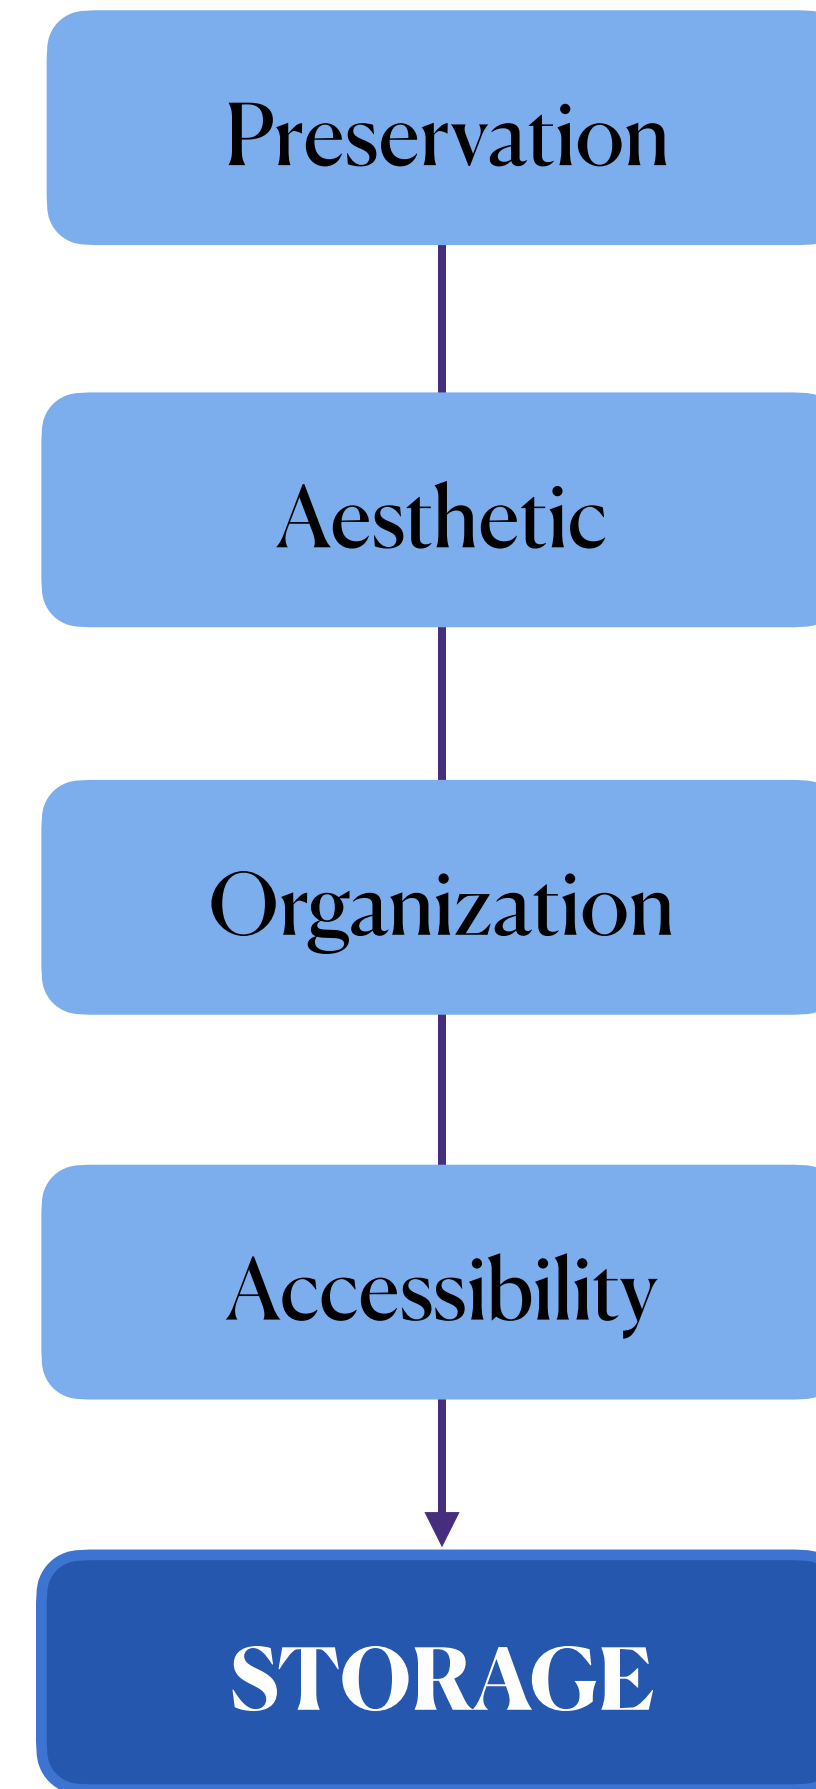 Preservation
Aesthetic
Organization
Accessibility
STORAGE